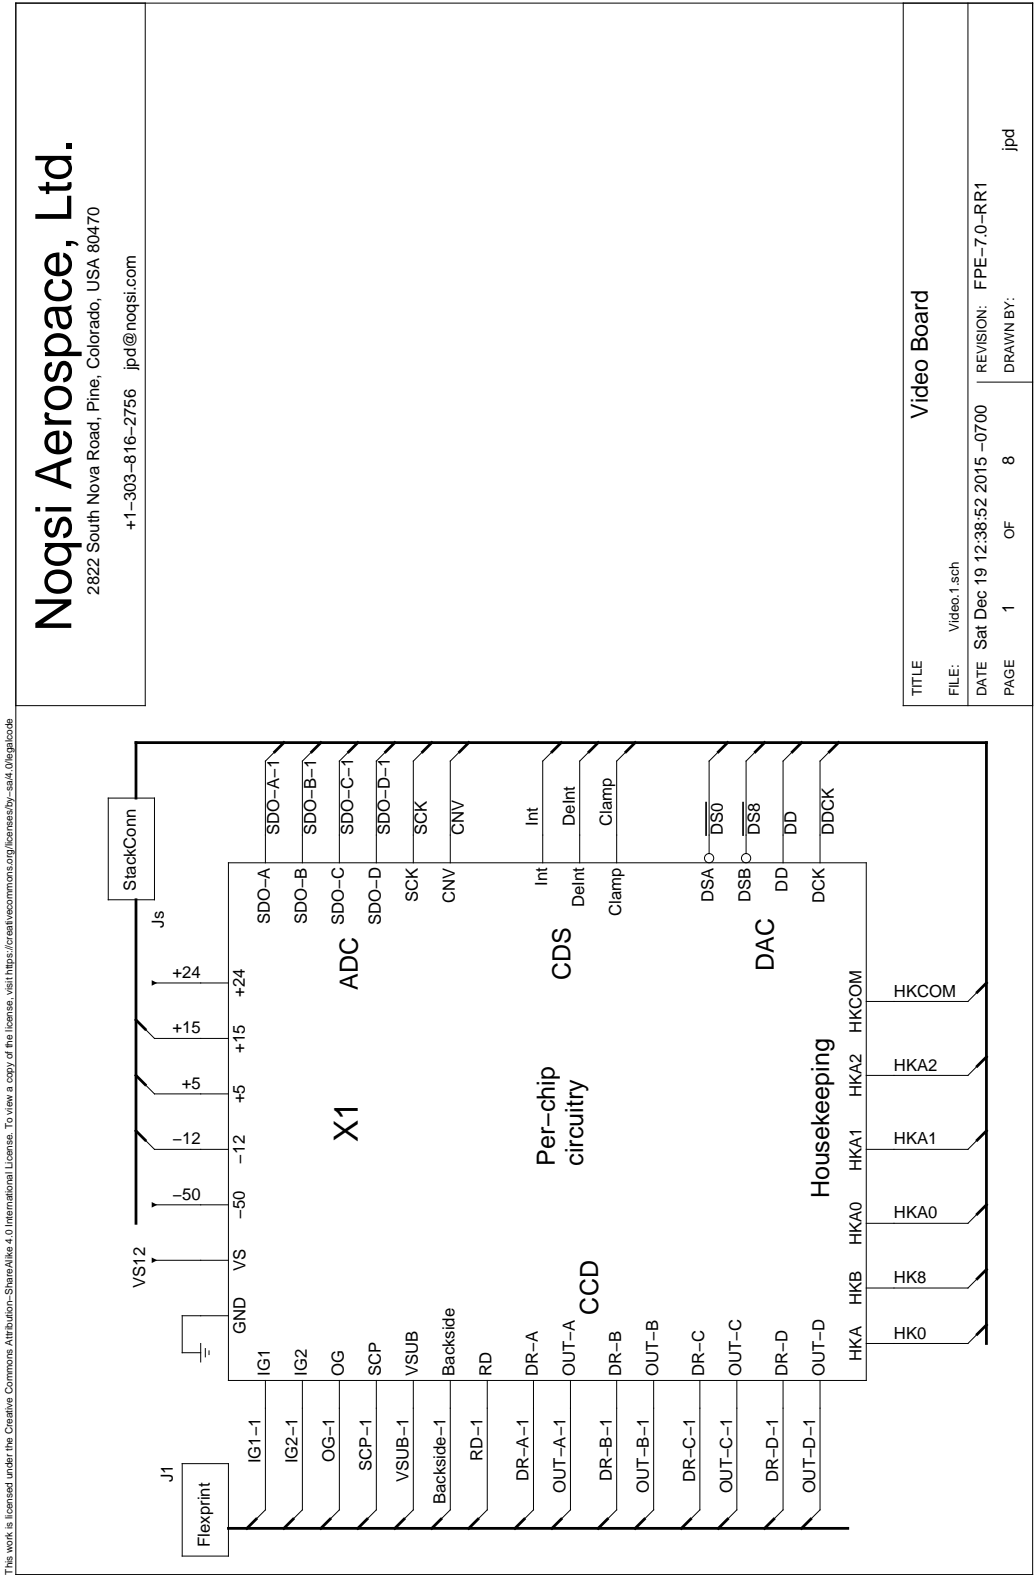 This work is licensed under the Creative Commons Attribution−ShareAlike 4.0 International License. To view a copy of the license, visit https://creativecommons.org/licenses/by−sa/4.0/legalcode
Noqsi Aerospace, Ltd.
2822 South Nova Road, Pine, Colorado, USA 80470
+1−303−816−2756 jpd@noqsi.com
J1
Flexprint
Js
StackConn
VS12
−50
−12
+5
+15
+24
GND
VS
−50
−12
+5
+15
+24
IG1−1
IG1
IG2−1
IG2
OG−1
OG
SCP−1
SCP
VSUB−1
VSUB
Backside−1
Backside
RD−1
RD
DR−A−1
DR−A
OUT−A−1
OUT−A
DR−B−1
DR−B
OUT−B−1
OUT−B
DR−C−1
DR−C
OUT−C−1
OUT−C
DR−D−1
DR−D
OUT−D−1
OUT−D
CCD
X1
Per−chip
circuitry
ADC
CDS
DAC
Housekeeping
SDO−A
SDO−A−1
SDO−B
SDO−B−1
SDO−C
SDO−C−1
SDO−D
SDO−D−1
SCK
SCK
CNV
CNV
Int
Int
DeInt
DeInt
Clamp
Clamp
DSA
DS0
DSB
DS8
DD
DD
DCK
DDCK
HKA
HKB
HKA0
HKA1
HKA2
HKCOM
HK0
HK8
HKA0
HKA1
HKA2
HKCOM
TITLE
Video Board
FILE: Video.1.sch
DATE Sat Dec 19 12:38:52 2015 −0700
REVISION: FPE−7.0−RR1
PAGE 1 OF 8
DRAWN BY: jpd